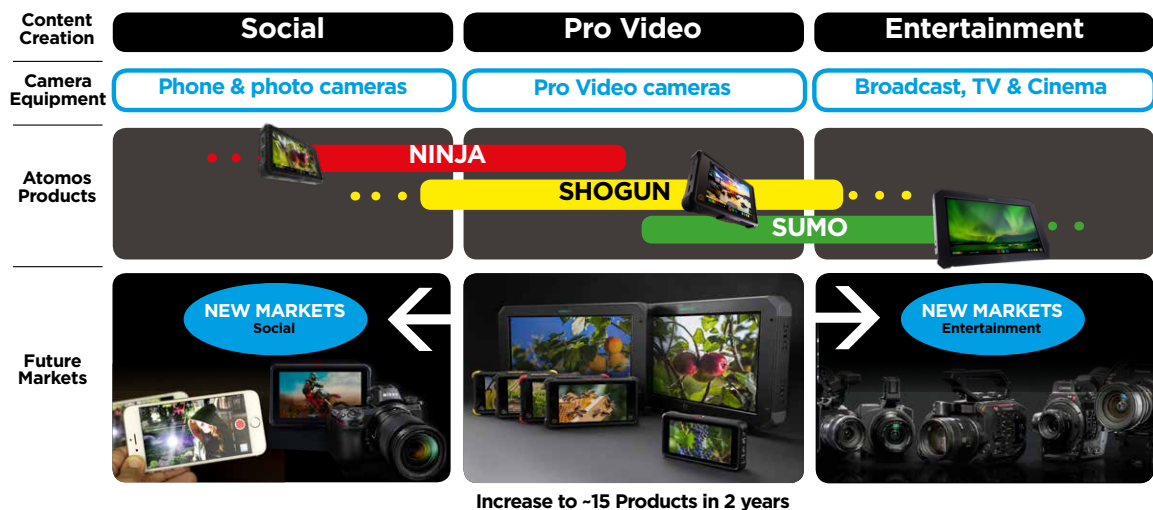 Content
Creation
Social
Pro Video
Entertainment
Camera
Equipment
Phone & photo cameras
Pro Video cameras
Broadcast, TV & Cinema
Atomos
Products
NINJA
SHOGUN
SUMO
Future
Markets
NEW MARKETS
Social
NEW MARKETS
Entertainment
Increase to ~15 Products in 2 years